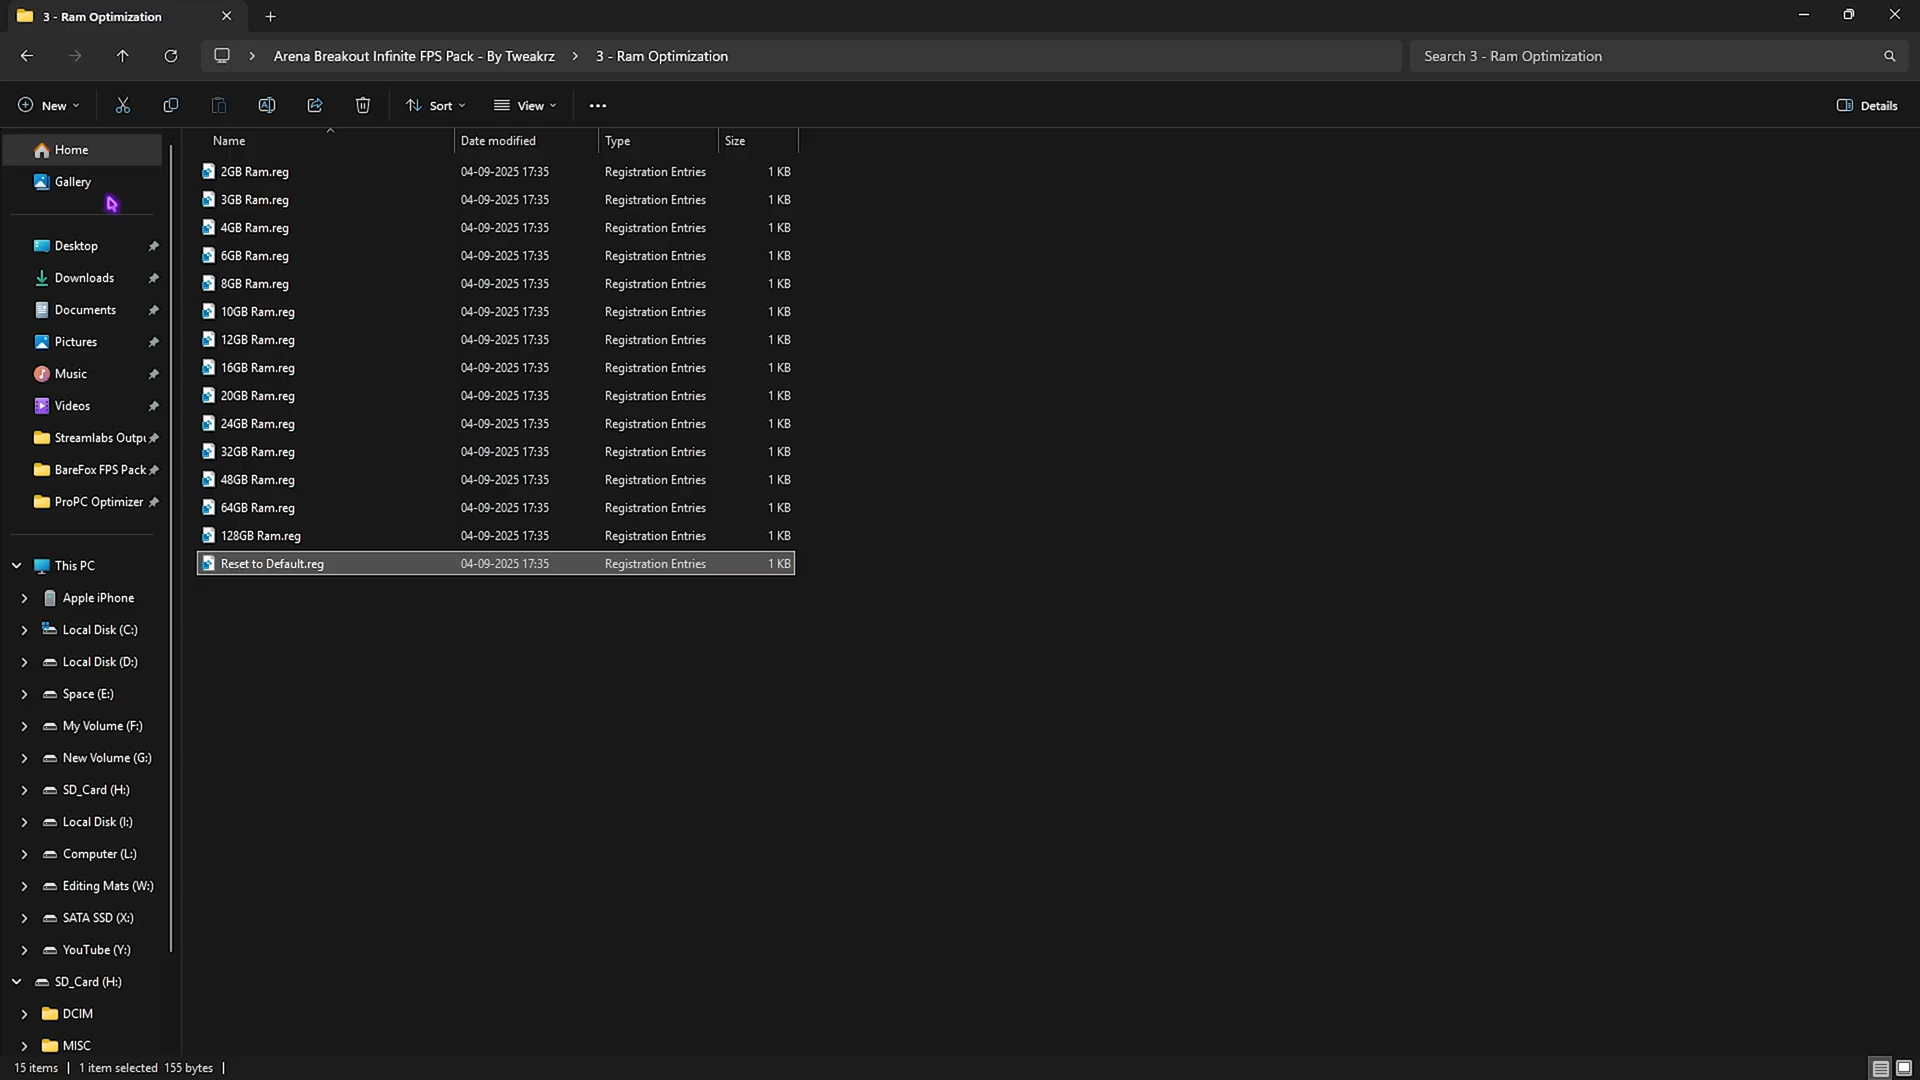 3 - Ram Optimization
Arena Breakout Infinite FPS Pack - By Tweakrz
3 - Ram Optimization
Search 3 - Ram Optimization
New
Sort
View
Details
Name
Date modified
Type
Size
Home
Gallery
Desktop
Downloads
Documents
Pictures
Music
Videos
Streamlabs Outpu
BareFox FPS Pack
ProPC Optimizer
This PC
Apple iPhone
Local Disk (C:)
Local Disk (D:)
Space (E:)
My Volume (F:)
New Volume (G:)
SD_Card (H:)
Local Disk (I:)
Computer (L:)
Editing Mats (W:)
SATA SSD (X:)
YouTube (Y:)
SD_Card (H:)
DCIM
MISC
2GB Ram.reg 04-09-2025 17:35 Registration Entries 1 KB
3GB Ram.reg 04-09-2025 17:35 Registration Entries 1 KB
4GB Ram.reg 04-09-2025 17:35 Registration Entries 1 KB
6GB Ram.reg 04-09-2025 17:35 Registration Entries 1 KB
8GB Ram.reg 04-09-2025 17:35 Registration Entries 1 KB
10GB Ram.reg 04-09-2025 17:35 Registration Entries 1 KB
12GB Ram.reg 04-09-2025 17:35 Registration Entries 1 KB
16GB Ram.reg 04-09-2025 17:35 Registration Entries 1 KB
20GB Ram.reg 04-09-2025 17:35 Registration Entries 1 KB
24GB Ram.reg 04-09-2025 17:35 Registration Entries 1 KB
32GB Ram.reg 04-09-2025 17:35 Registration Entries 1 KB
48GB Ram.reg 04-09-2025 17:35 Registration Entries 1 KB
64GB Ram.reg 04-09-2025 17:35 Registration Entries 1 KB
128GB Ram.reg 04-09-2025 17:35 Registration Entries 1 KB
Reset to Default.reg 04-09-2025 17:35 Registration Entries 1 KB
15 items
1 item selected 155 bytes